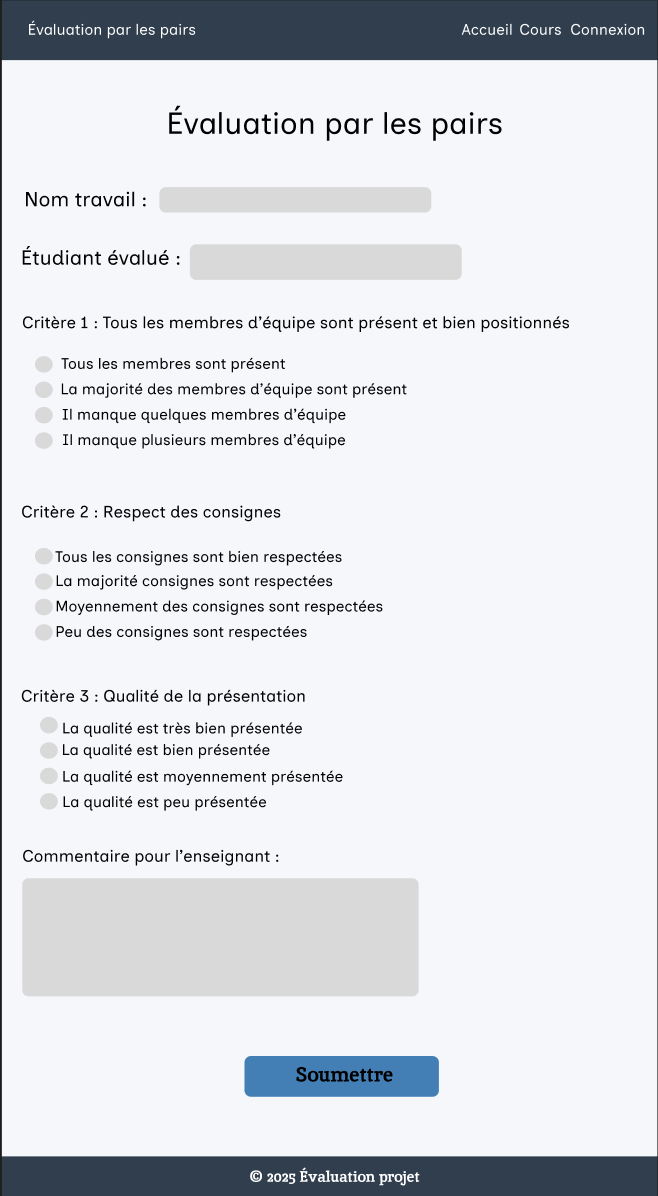 Évaluation par les pairs
Accueil Cours Connexion
Évaluation par les pairs
Nom travail :
Étudiant évalué :
Critère 1 : Tous les membres d'équipe sont présent et bien positionnés
Tous les membres sont présent
La majorité des membres d'équipe sont présent
Il manque quelques membres d'équipe
Il manque plusieurs membres d'équipe
Critère 2 : Respect des consignes
Tous les consignes sont bien respectées
La majorité consignes sont respectées
Moyennement des consignes sont respectées
Peu des consignes sont respectées
Critère 3 : Qualité de la présentation
La qualité est très bien présentée
La qualité est bien présentée
La qualité est moyennement présentée
La qualité est peu présentée
Commentaire pour l'enseignant :
Soumettre
© 2025 Évaluation projet